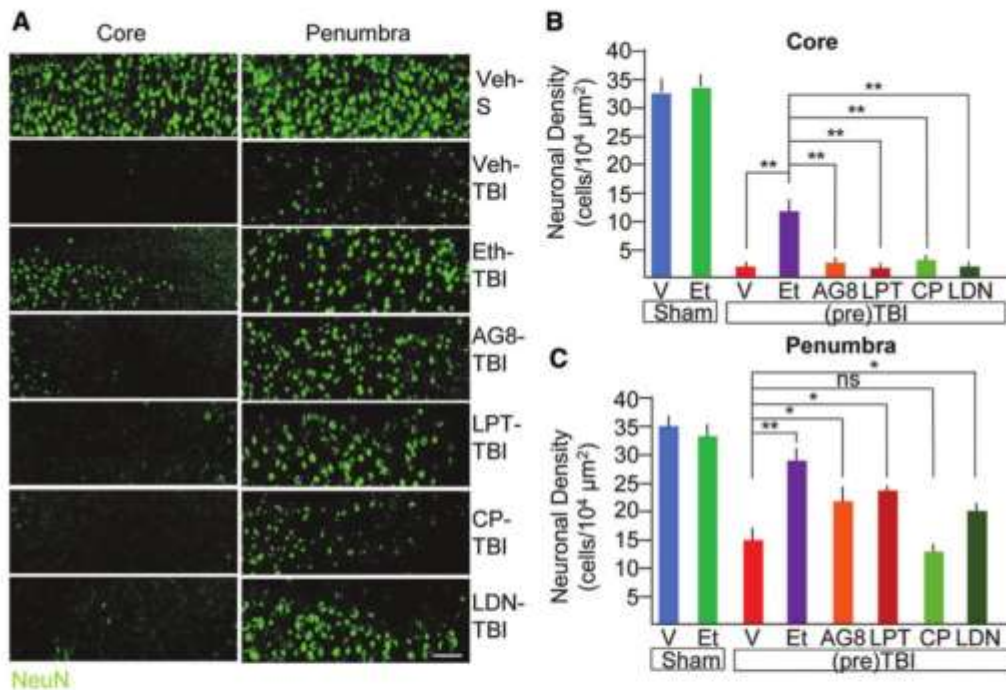 A
Core Penumbra
Veh-
S
Veh-
TBI
Eth-
TBI
AG8-
TBI
LPT-
TBI
CP-
TBI
LDN-
TBI
NeuN
B
Core
Neuronal Density
(cells/10⁴ µm²)
40
35
30
25
20
15
10
5
**
**
**
**
**
V Et V Et AG8 LPT CP LDN
Sham (pre)TBI
C
Penumbra
Neuronal Density
(cells/10⁴ µm²)
40
35
30
25
20
15
10
5
*
ns
*
*
**
V Et V Et AG8 LPT CP LDN
Sham (pre)TBI